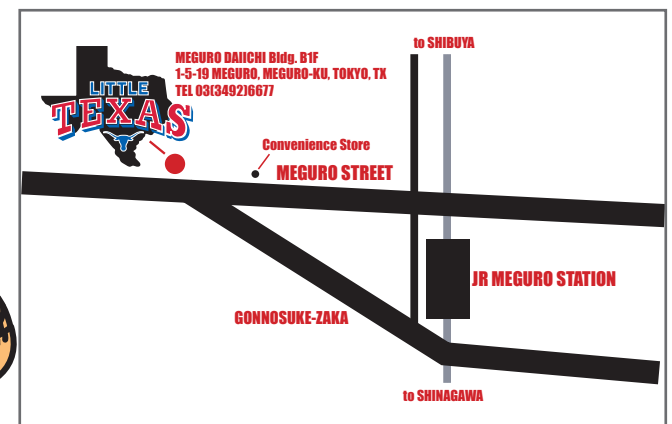 to SHIBUYA
MEGURO DAIICHI Bldg. B1F
1-5-19 MEGURO, MEGURO-KU, TOKYO, TX
TEL 03(3492)6677
LITTLE
TEXAS
Convenience Store
MEGURO STREET
JR MEGURO STATION
GONNOSUKE-ZAKA
to SHINAGAWA